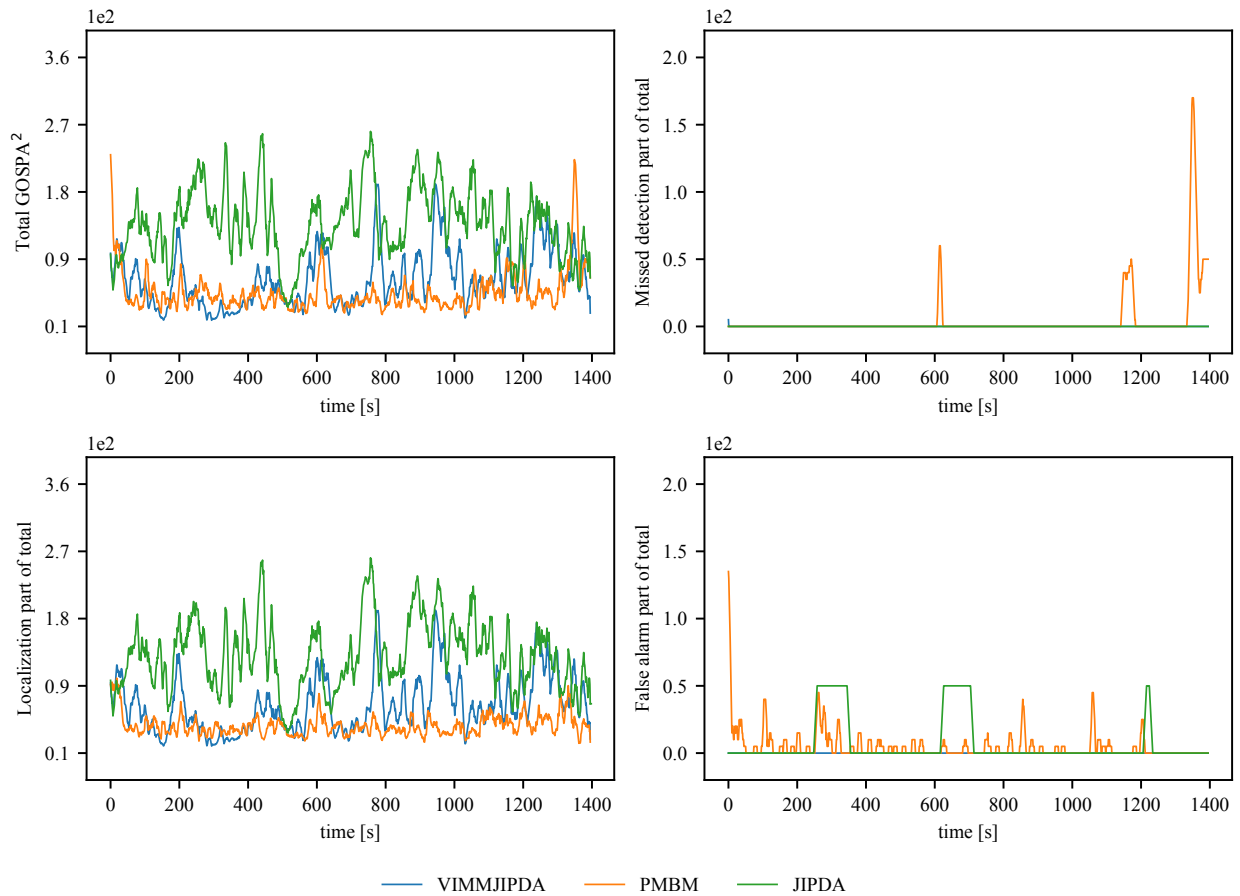 1e2
3.6
2.7
1.8
0.9
0.1
Total GOSPA²
0 200 400 600 800 1000 1200 1400
time [s]
1e2
2.0
1.5
1.0
0.5
0.0
Missed detection part of total
0 200 400 600 800 1000 1200 1400
time [s]
1e2
3.6
2.7
1.8
0.9
0.1
Localization part of total
0 200 400 600 800 1000 1200 1400
time [s]
1e2
2.0
1.5
1.0
0.5
0.0
False alarm part of total
0 200 400 600 800 1000 1200 1400
time [s]
VIMMJIPDA PMBM JIPDA